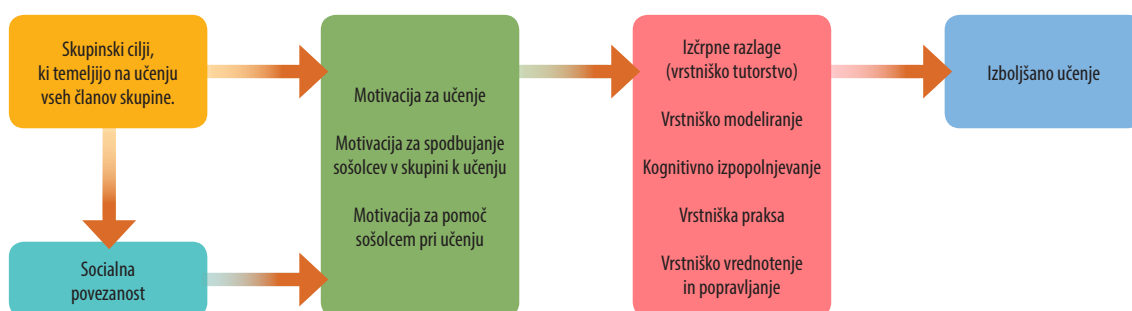 Skupinski cilji,
ki temeljijo na učenju
vseh članov skupine.
Socialna
povezanost
Motivacija za učenje
Motivacija za spodbujanje
sošolcev v skupini k učenju
Motivacija za pomoč
sošolcem pri učenju
Izčrpne razlage
(vrstniško tutorstvo)
Vrstniško modeliranje
Kognitivno izpopolnjevanje
Vrstniška praksa
Vrstniško vrednotenje
in popravljanje
Izboljšano učenje